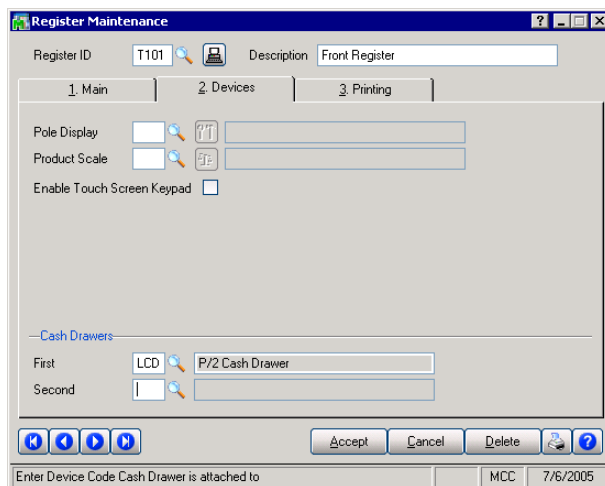 Register Maintenance
Register ID T101 Description Front Register
1. Main 2. Devices 3. Printing
Pole Display
Product Scale
Enable Touch Screen Keypad
Cash Drawers
First LCD P/2 Cash Drawer
Second
Accept Cancel Delete ?
Enter Device Code Cash Drawer is attached to MCC 7/6/2005